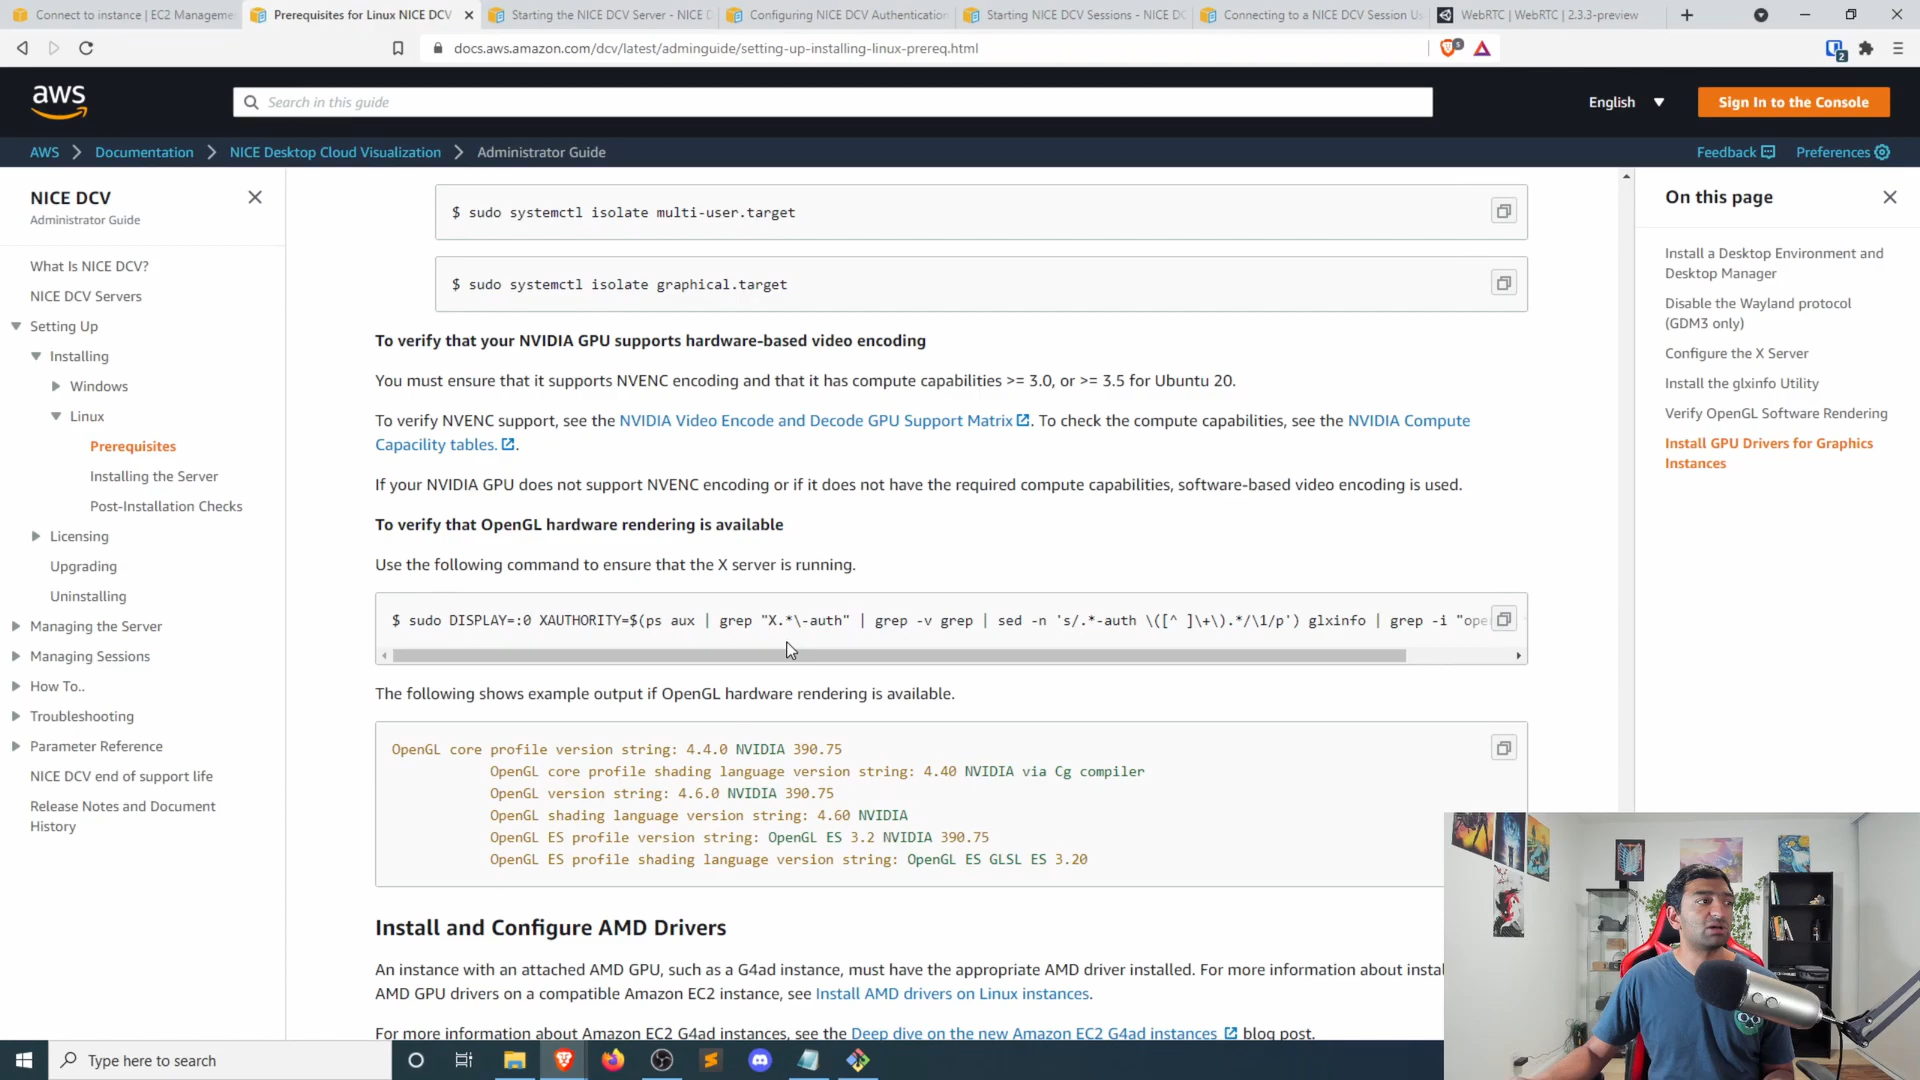 Connect to instance | EC2 Manageme
Prerequisites for Linux NICE DCV
Starting the NICE DCV Server - NICE D
Configuring NICE DCV Authentication
Starting NICE DCV Sessions - NICE DC
Connecting to a NICE DCV Session Us
WebRTC | WebRTC | 2.3.3-preview
docs.aws.amazon.com/dcv/latest/adminguide/setting-up-installing-linux-prereq.html
5
2
aws
Search in this guide
English
Sign In to the Console
AWS
Documentation
NICE Desktop Cloud Visualization
Administrator Guide
Feedback
Preferences
NICE DCV
Administrator Guide
What Is NICE DCV?
NICE DCV Servers
Setting Up
Installing
Windows
Linux
Prerequisites
Installing the Server
Post-Installation Checks
Licensing
Upgrading
Uninstalling
Managing the Server
Managing Sessions
How To..
Troubleshooting
Parameter Reference
NICE DCV end of support life
Release Notes and Document
History
$ sudo systemctl isolate multi-user.target
$ sudo systemctl isolate graphical.target
To verify that your NVIDIA GPU supports hardware-based video encoding
You must ensure that it supports NVENC encoding and that it has compute capabilities >= 3.0, or >= 3.5 for Ubuntu 20.
To verify NVENC support, see the NVIDIA Video Encode and Decode GPU Support Matrix. To check the compute capabilities, see the NVIDIA Compute
Capacility tables. .
If your NVIDIA GPU does not support NVENC encoding or if it does not have the required compute capabilities, software-based video encoding is used.
To verify that OpenGL hardware rendering is available
Use the following command to ensure that the X server is running.
$ sudo DISPLAY=:0 XAUTHORITY=$(ps aux | grep "X.*\-auth" | grep -v grep | sed -n 's/.*-auth \([^ ]\+\).*/\1/p') glxinfo | grep -i "ope
The following shows example output if OpenGL hardware rendering is available.
OpenGL core profile version string: 4.4.0 NVIDIA 390.75
OpenGL core profile shading language version string: 4.40 NVIDIA via Cg compiler
OpenGL version string: 4.6.0 NVIDIA 390.75
OpenGL shading language version string: 4.60 NVIDIA
OpenGL ES profile version string: OpenGL ES 3.2 NVIDIA 390.75
OpenGL ES profile shading language version string: OpenGL ES GLSL ES 3.20
Install and Configure AMD Drivers
An instance with an attached AMD GPU, such as a G4ad instance, must have the appropriate AMD driver installed. For more information about instal
AMD GPU drivers on a compatible Amazon EC2 instance, see Install AMD drivers on Linux instances.
For more information about Amazon EC2 G4ad instances, see the Deep dive on the new Amazon EC2 G4ad instances blog post.
On this page
Install a Desktop Environment and
Desktop Manager
Disable the Wayland protocol
(GDM3 only)
Configure the X Server
Install the glxinfo Utility
Verify OpenGL Software Rendering
Install GPU Drivers for Graphics
Instances
Type here to search